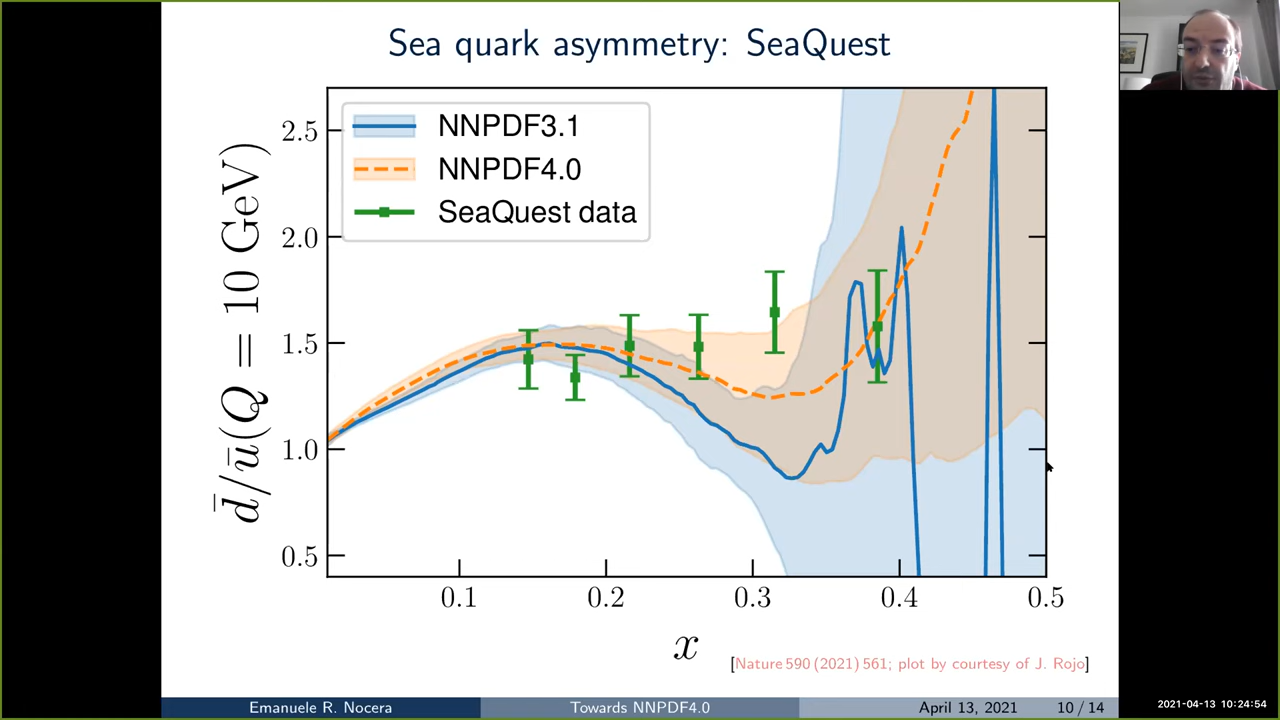 Sea quark asymmetry: SeaQuest
NNPDF3.1
NNPDF4.0
SeaQuest data
2.5
2.0
1.5
1.0
0.5
d̄/ū(Q = 10 GeV)
0.1
0.2
0.3
0.4
0.5
x
[Nature 590 (2021) 561; plot by courtesy of J. Rojo]
Emanuele R. Nocera
Towards NNPDF4.0
April 13, 2021
10 / 14
2021-04-13 10:24:54